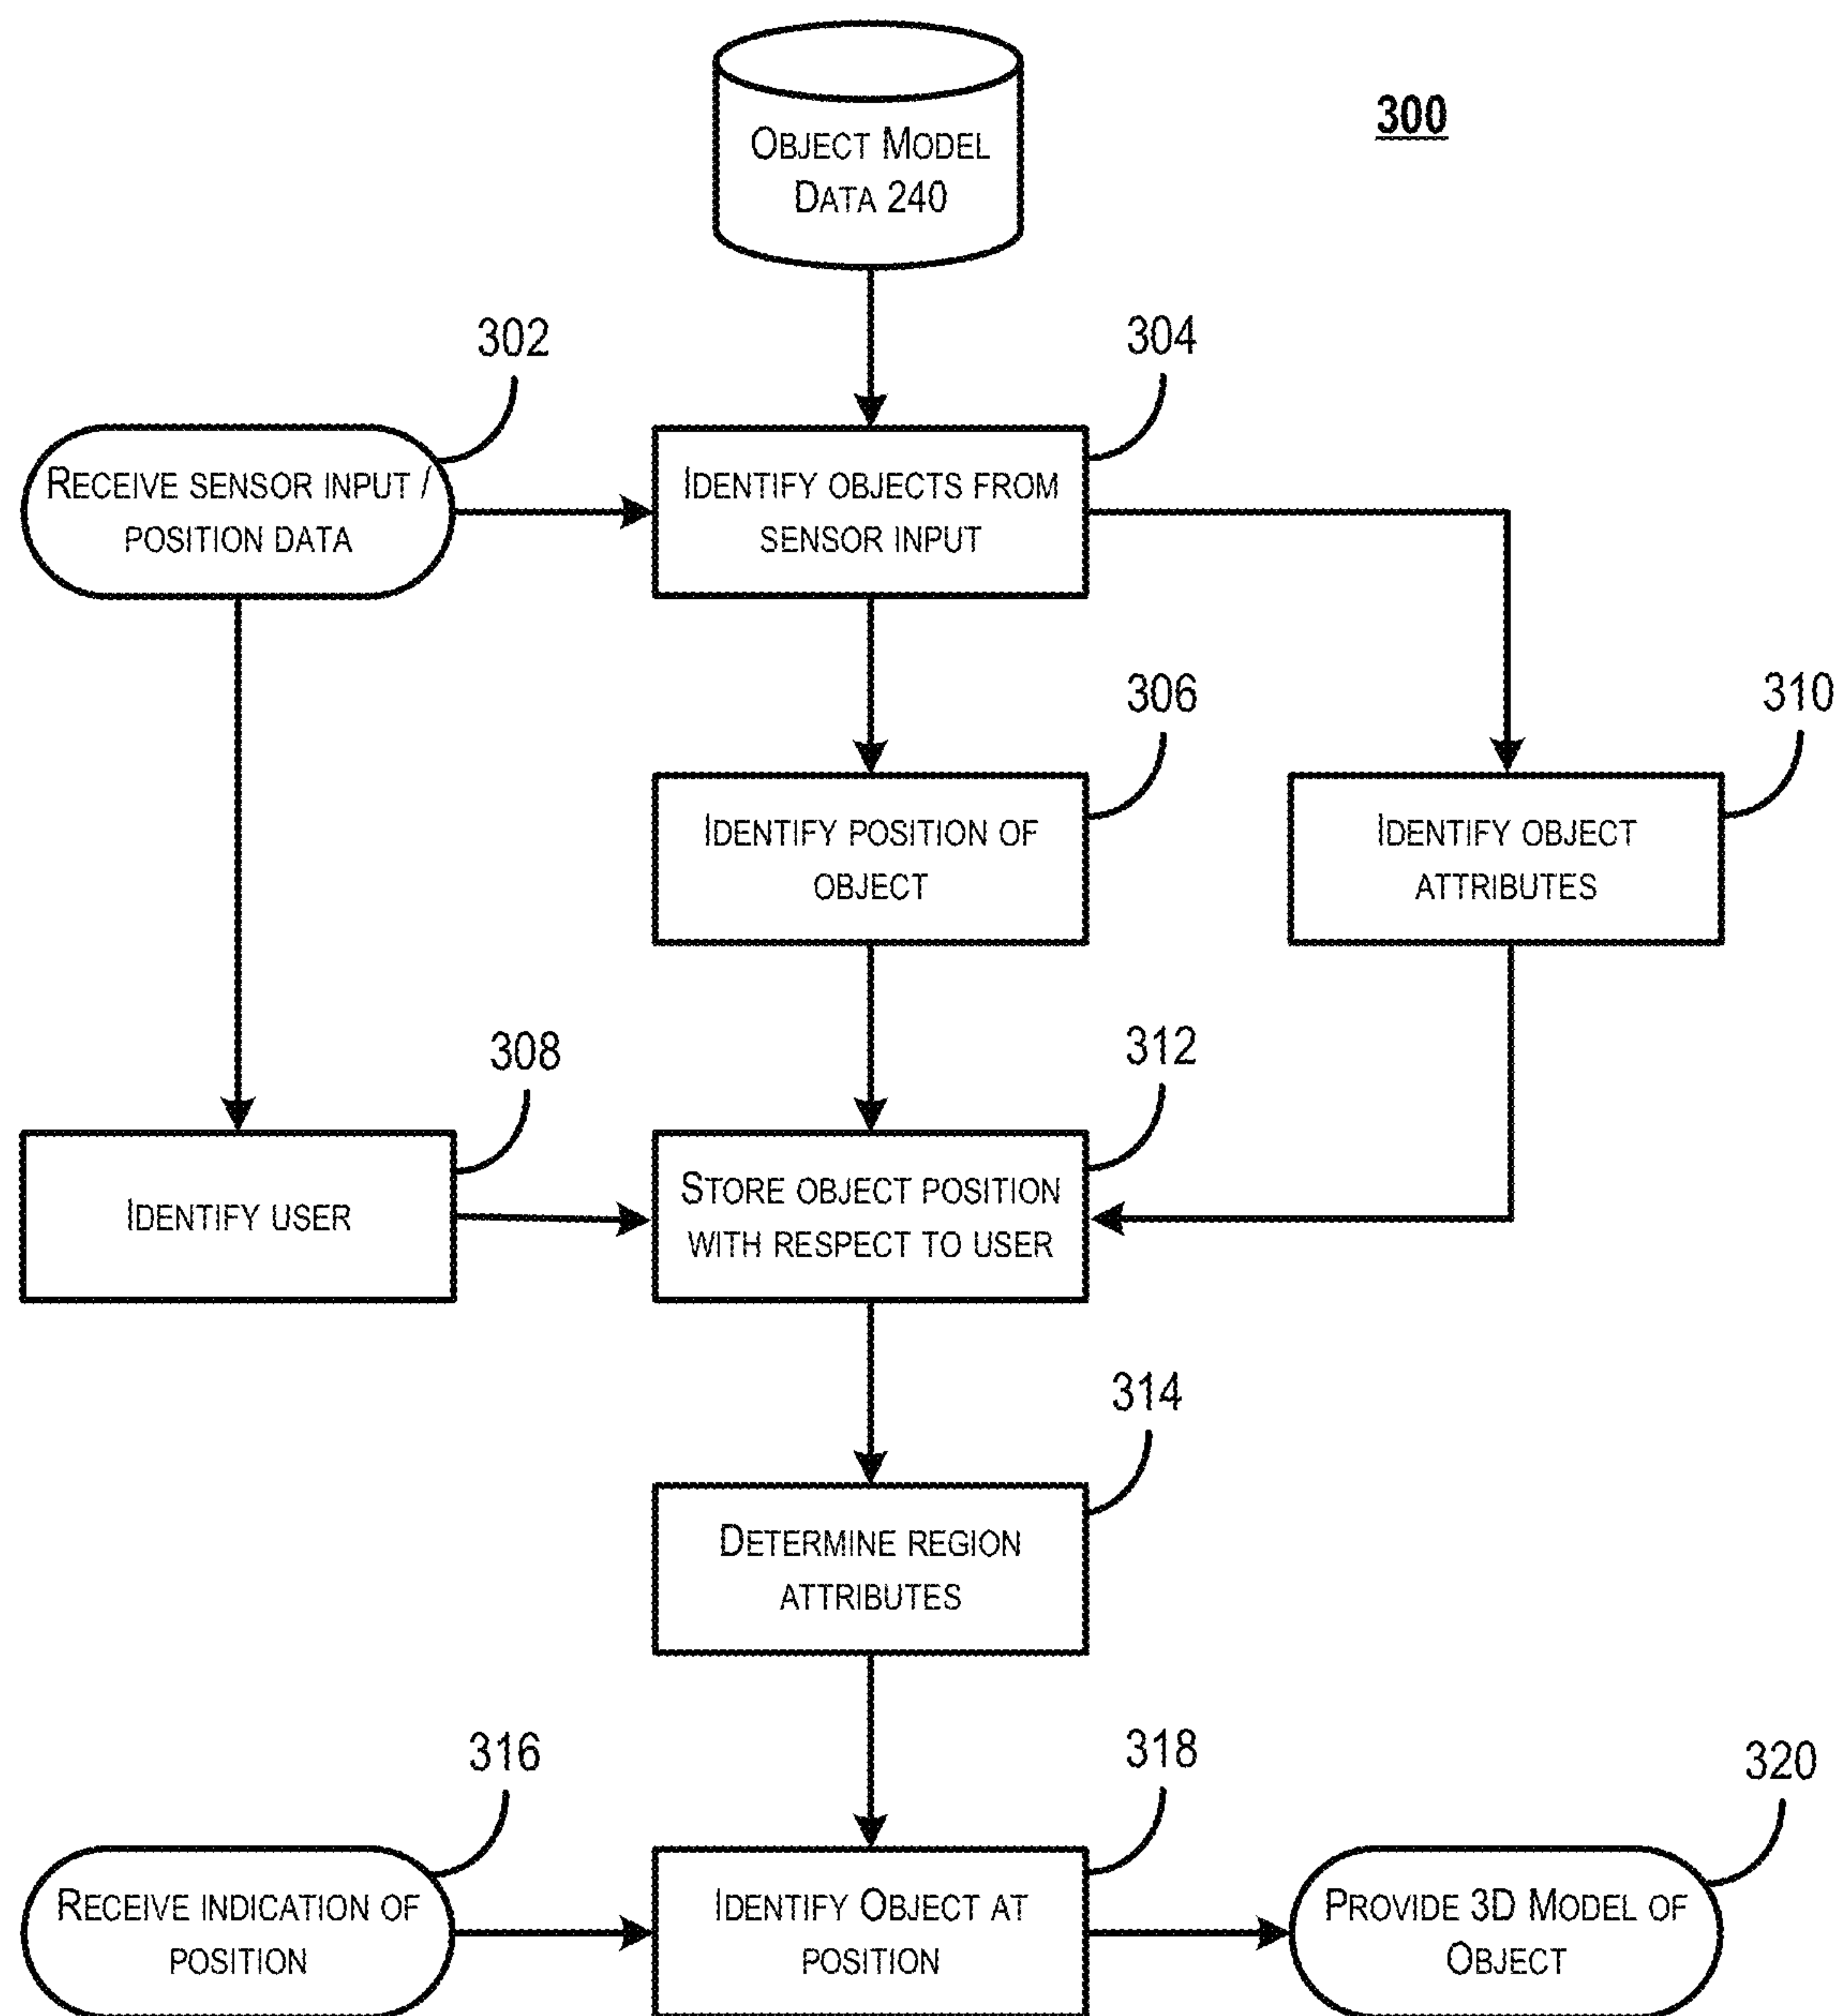 300
OBJECT MODEL
DATA 240
302
304
RECEIVE SENSOR INPUT /
POSITION DATA
IDENTIFY OBJECTS FROM
SENSOR INPUT
306
310
IDENTIFY POSITION OF
OBJECT
IDENTIFY OBJECT
ATTRIBUTES
308
312
IDENTIFY USER
STORE OBJECT POSITION
WITH RESPECT TO USER
314
DETERMINE REGION
ATTRIBUTES
316
318
320
RECEIVE INDICATION OF
POSITION
IDENTIFY OBJECT AT
POSITION
PROVIDE 3D MODEL OF
OBJECT